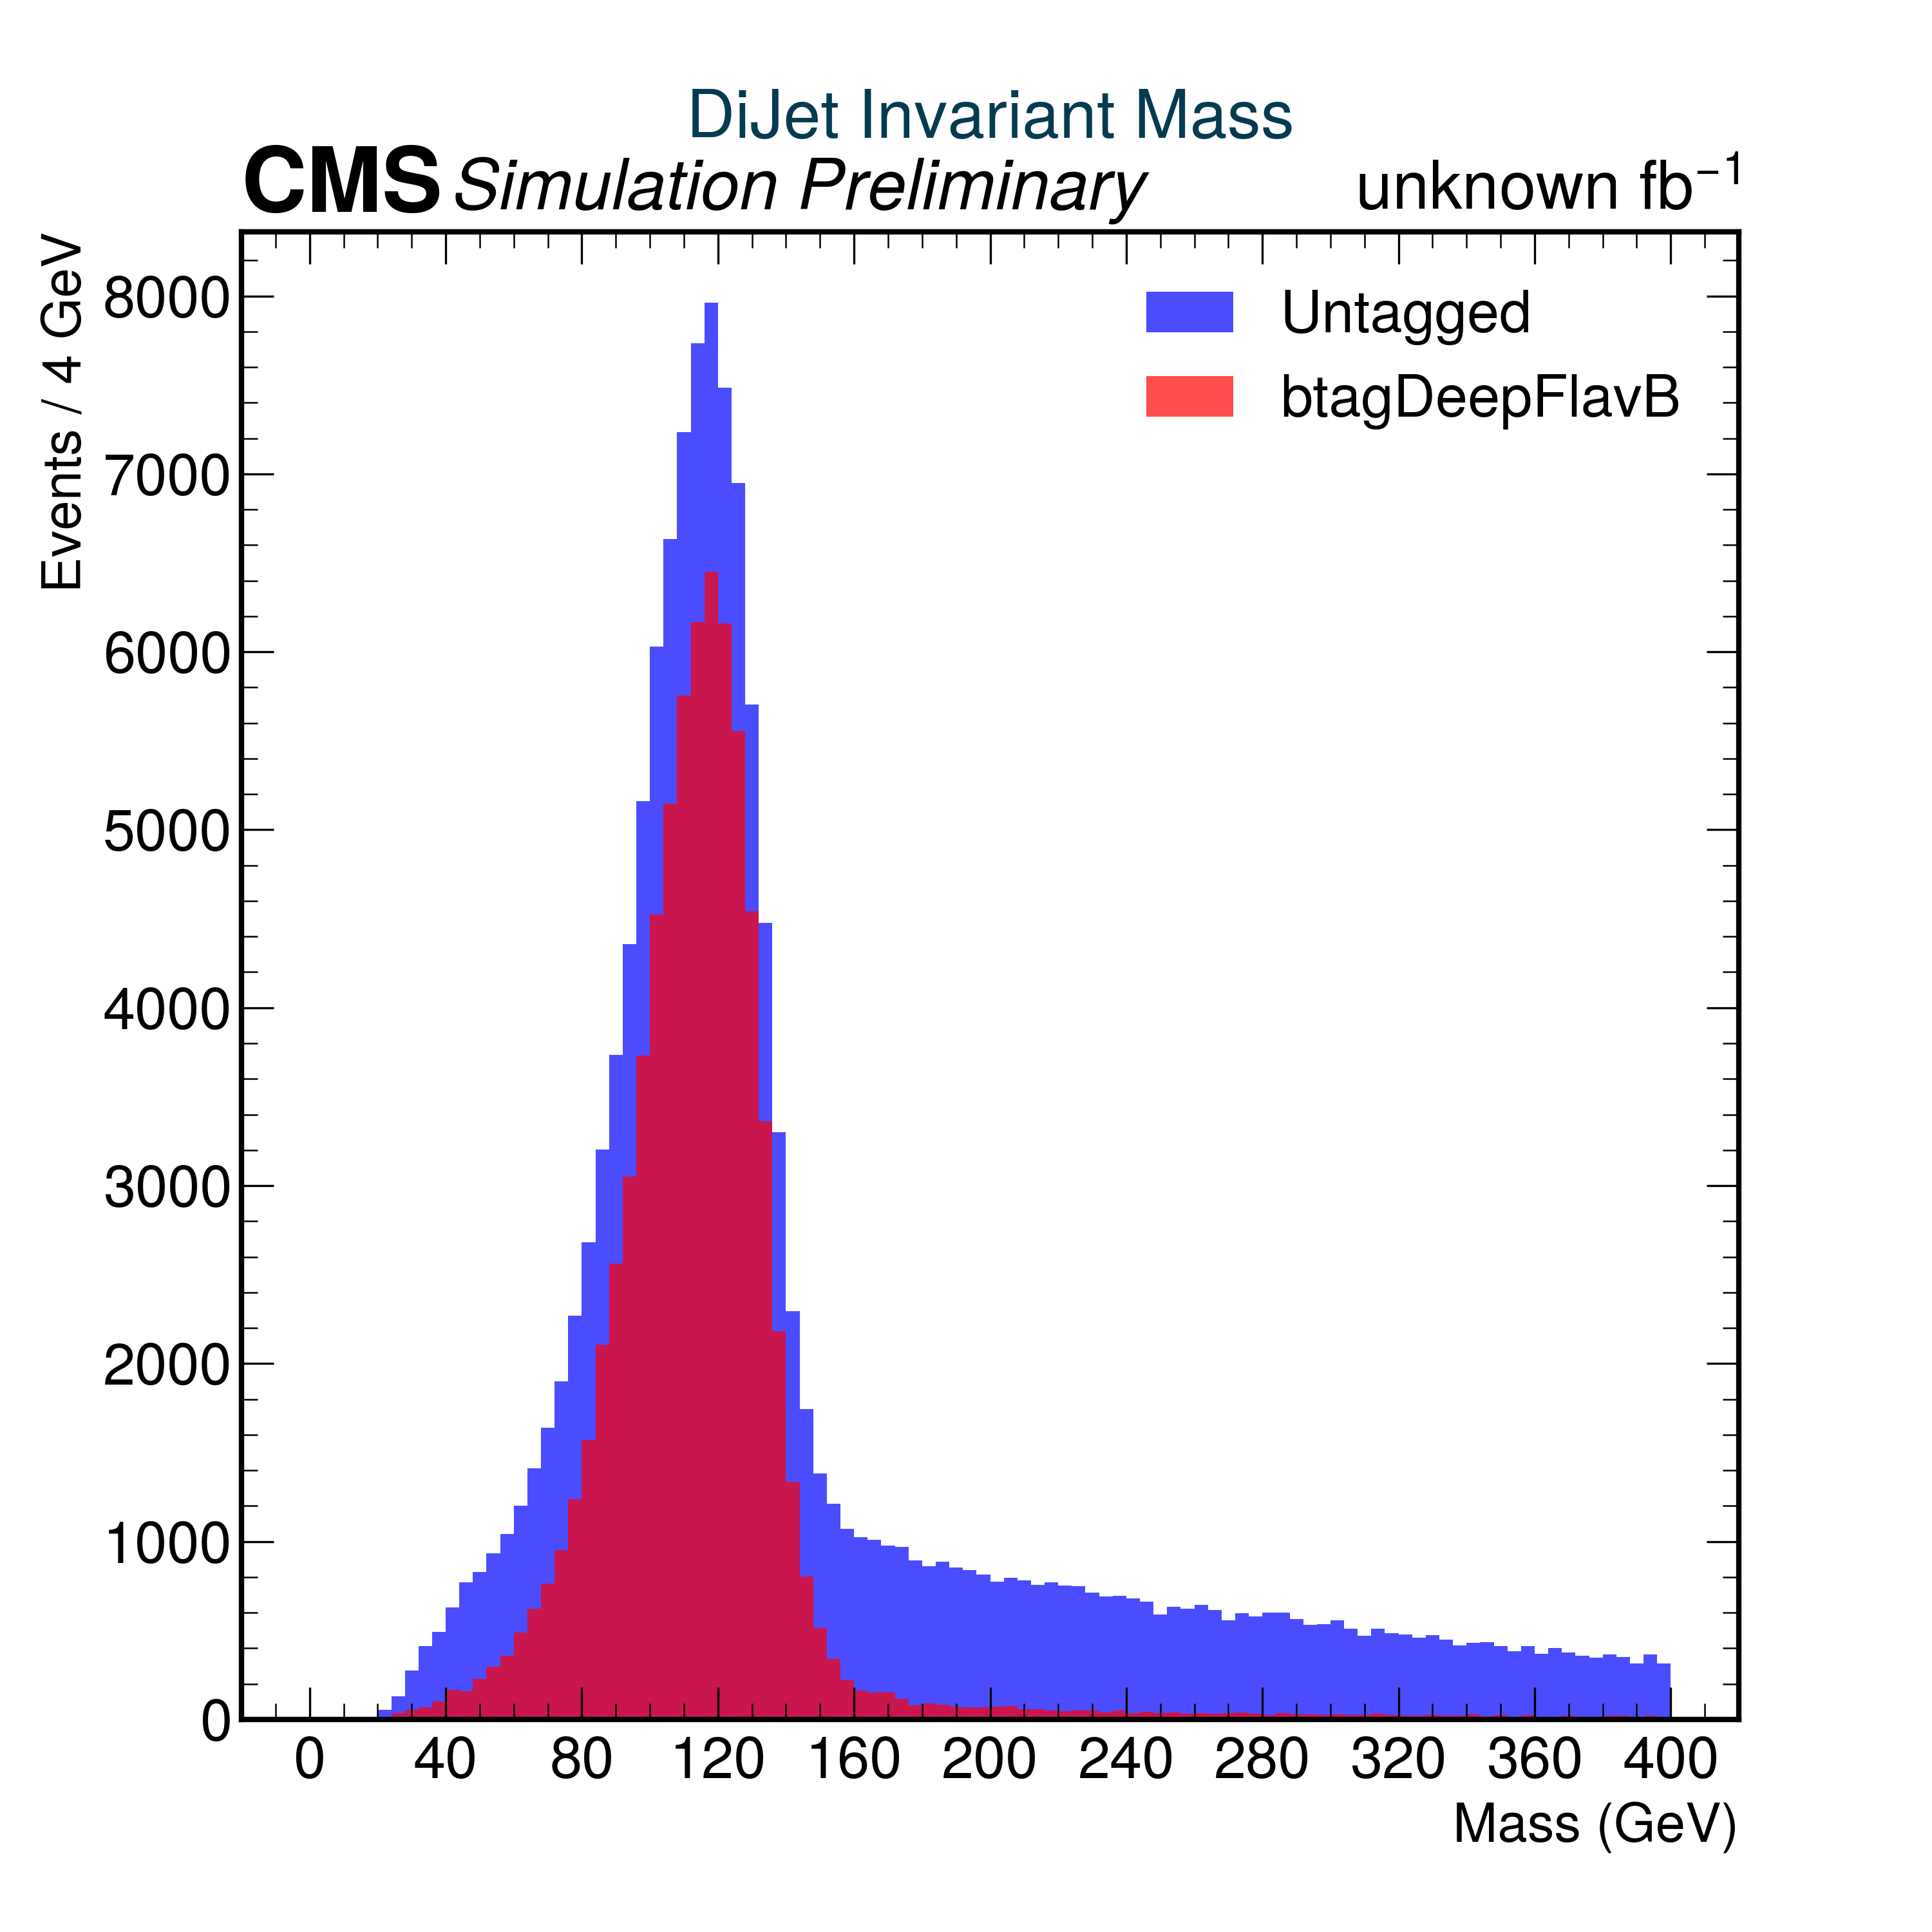 DiJet Invariant Mass
CMS Simulation Preliminary
unknown fb⁻¹
Events / 4 GeV
8000
7000
6000
5000
4000
3000
2000
1000
0
Untagged
btagDeepFlavB
0 40 80 120 160 200 240 280 320 360 400
Mass (GeV)